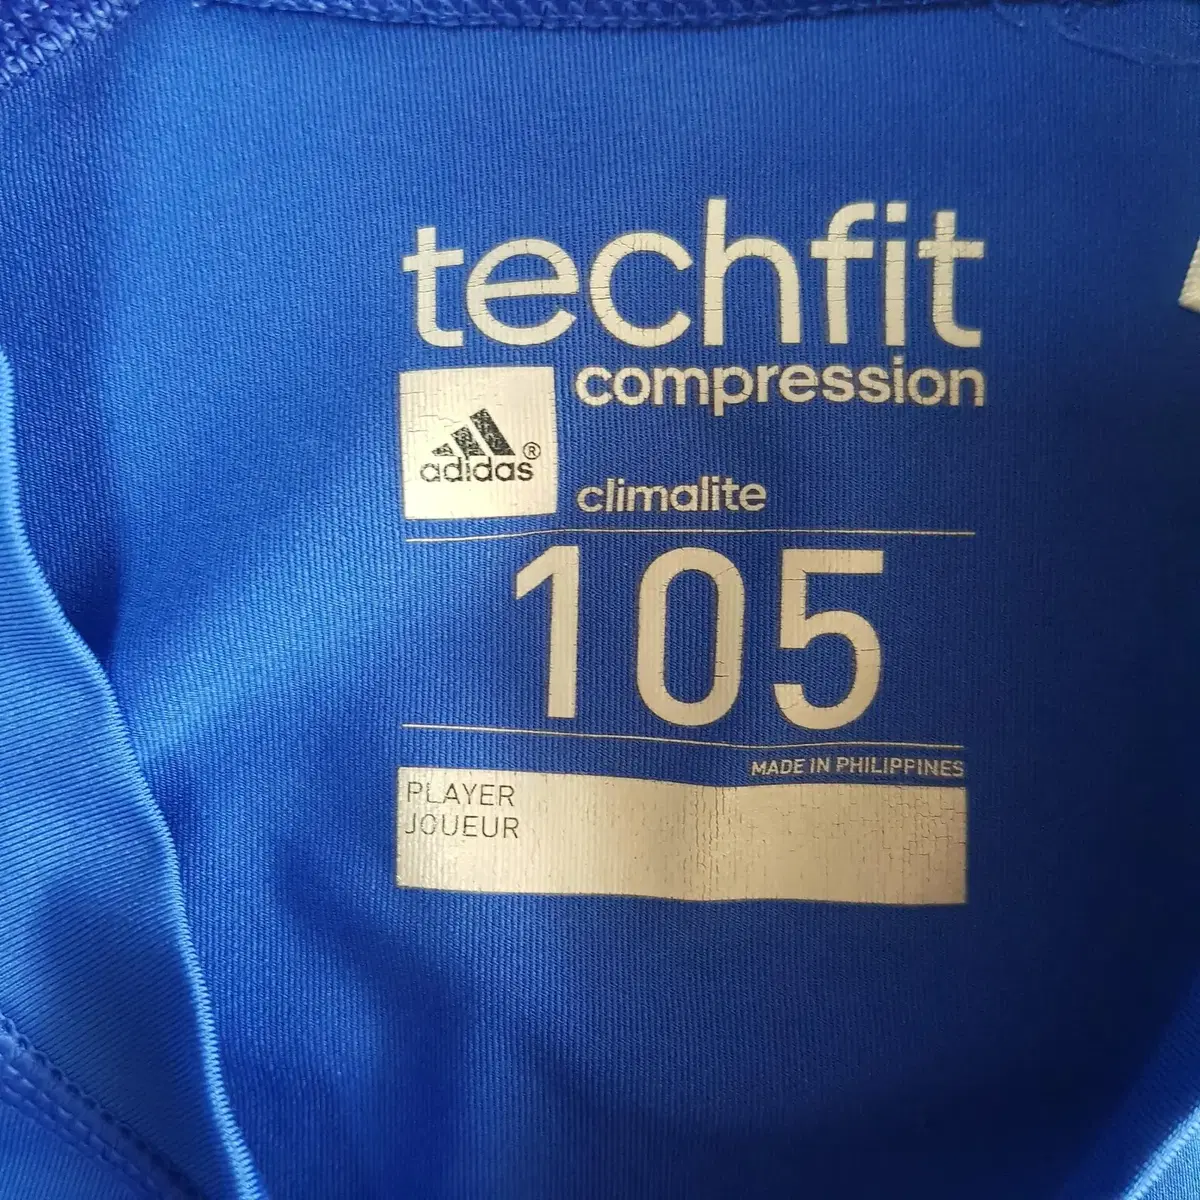 techfit
compression
adidas®
climalite
105
MADE IN PHILIPPINES
PLAYER
JOUEUR